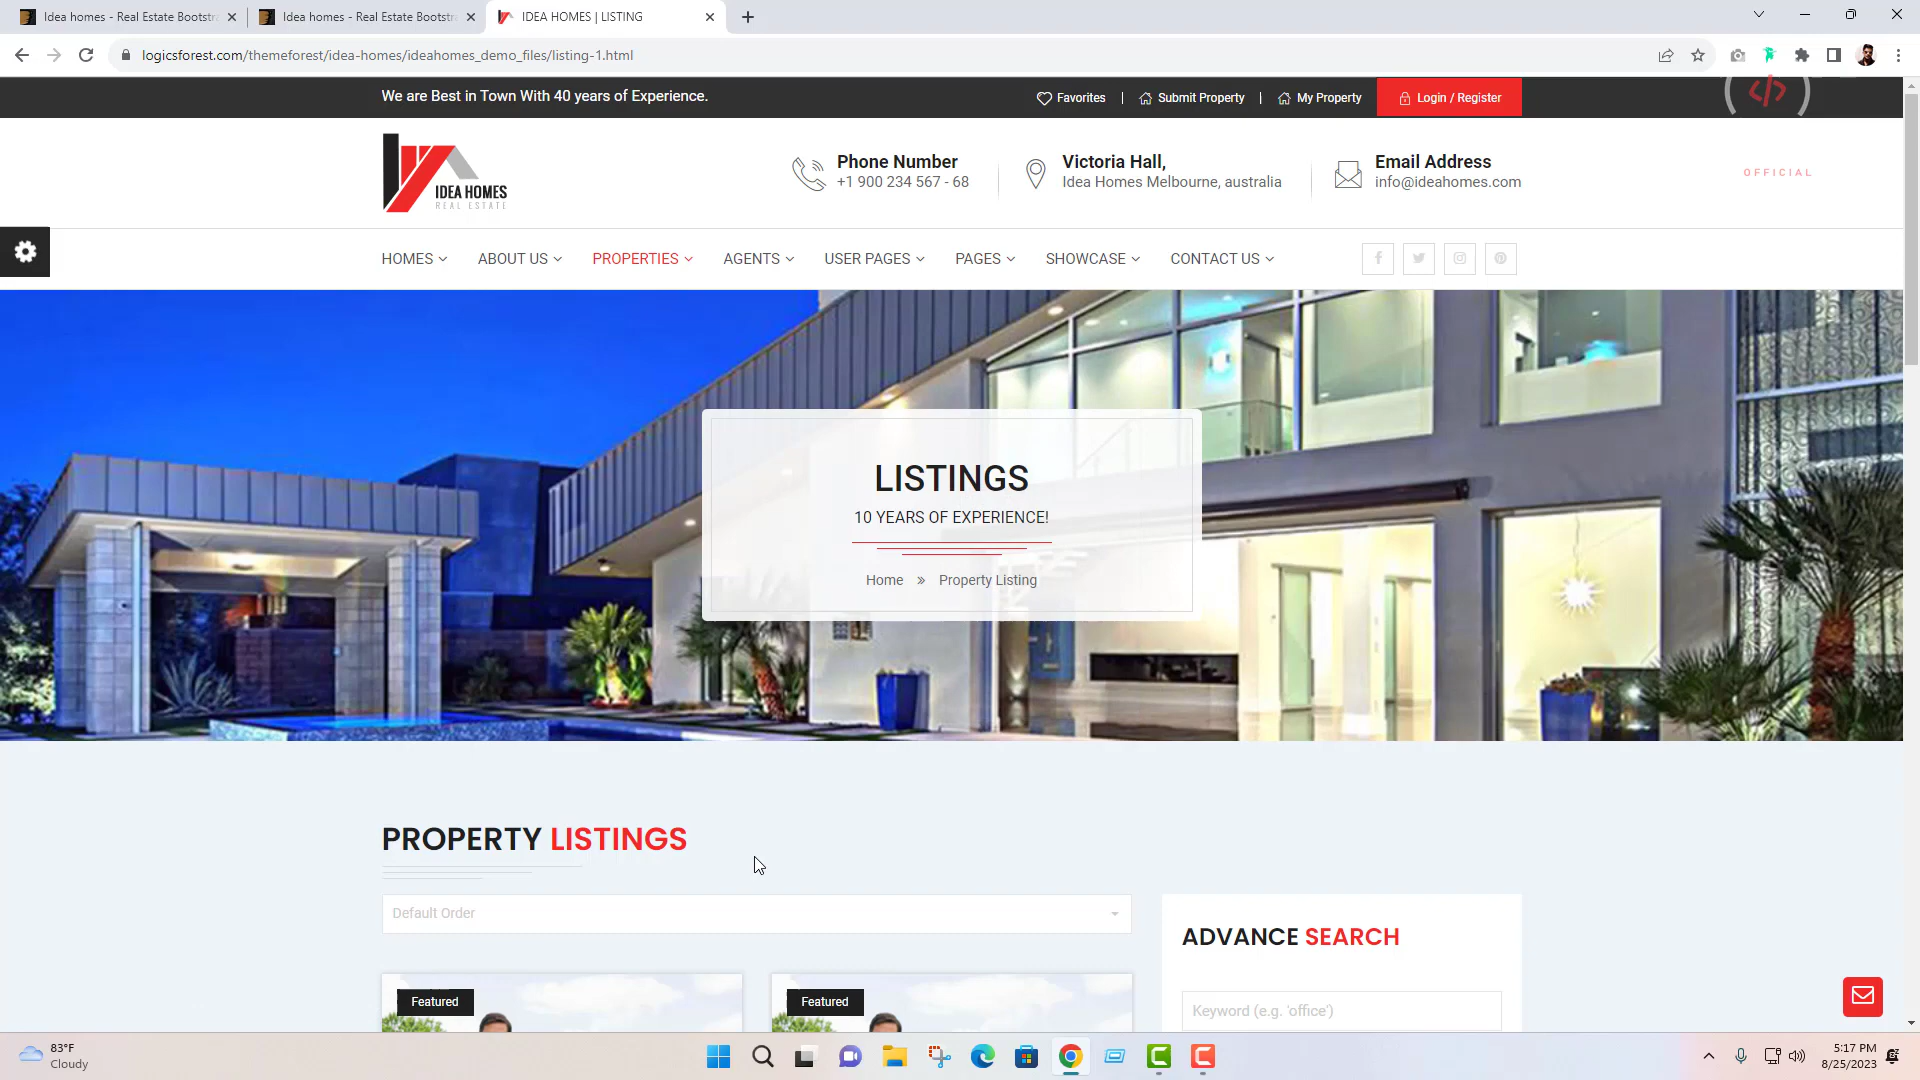 Idea homes - Real Estate Bootstr
Idea homes - Real Estate Bootstr
IDEA HOMES | LISTING
logicsforest.com/themeforest/idea-homes/ideahomes_demo_files/listing-1.html
We are Best in Town With 40 years of Experience.
Favorites | Submit Property | My Property
Login / Register
IDEA HOMES
REAL ESTATE
Phone Number
+1 900 234 567 - 68
Victoria Hall,
Idea Homes Melbourne, australia
Email Address
info@ideahomes.com
OFFICIAL
HOMES ABOUT US PROPERTIES AGENTS USER PAGES PAGES SHOWCASE CONTACT US
LISTINGS
10 YEARS OF EXPERIENCE!
Home » Property Listing
PROPERTY LISTINGS
Default Order
ADVANCE SEARCH
Featured
Featured
Keyword (e.g. 'office')
83°F
Cloudy
5:17 PM
8/25/2023